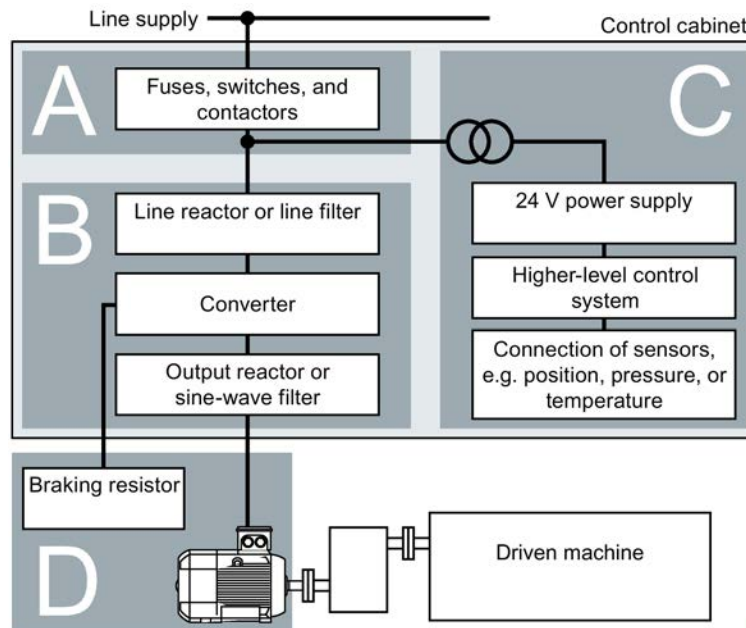 Line supply
Control cabinet
A
Fuses, switches, and
contactors
C
B
Line reactor or line filter
24 V power supply
Converter
Higher-level control
system
Output reactor or
sine-wave filter
Connection of sensors,
e.g. position, pressure, or
temperature
Braking resistor
D
Driven machine